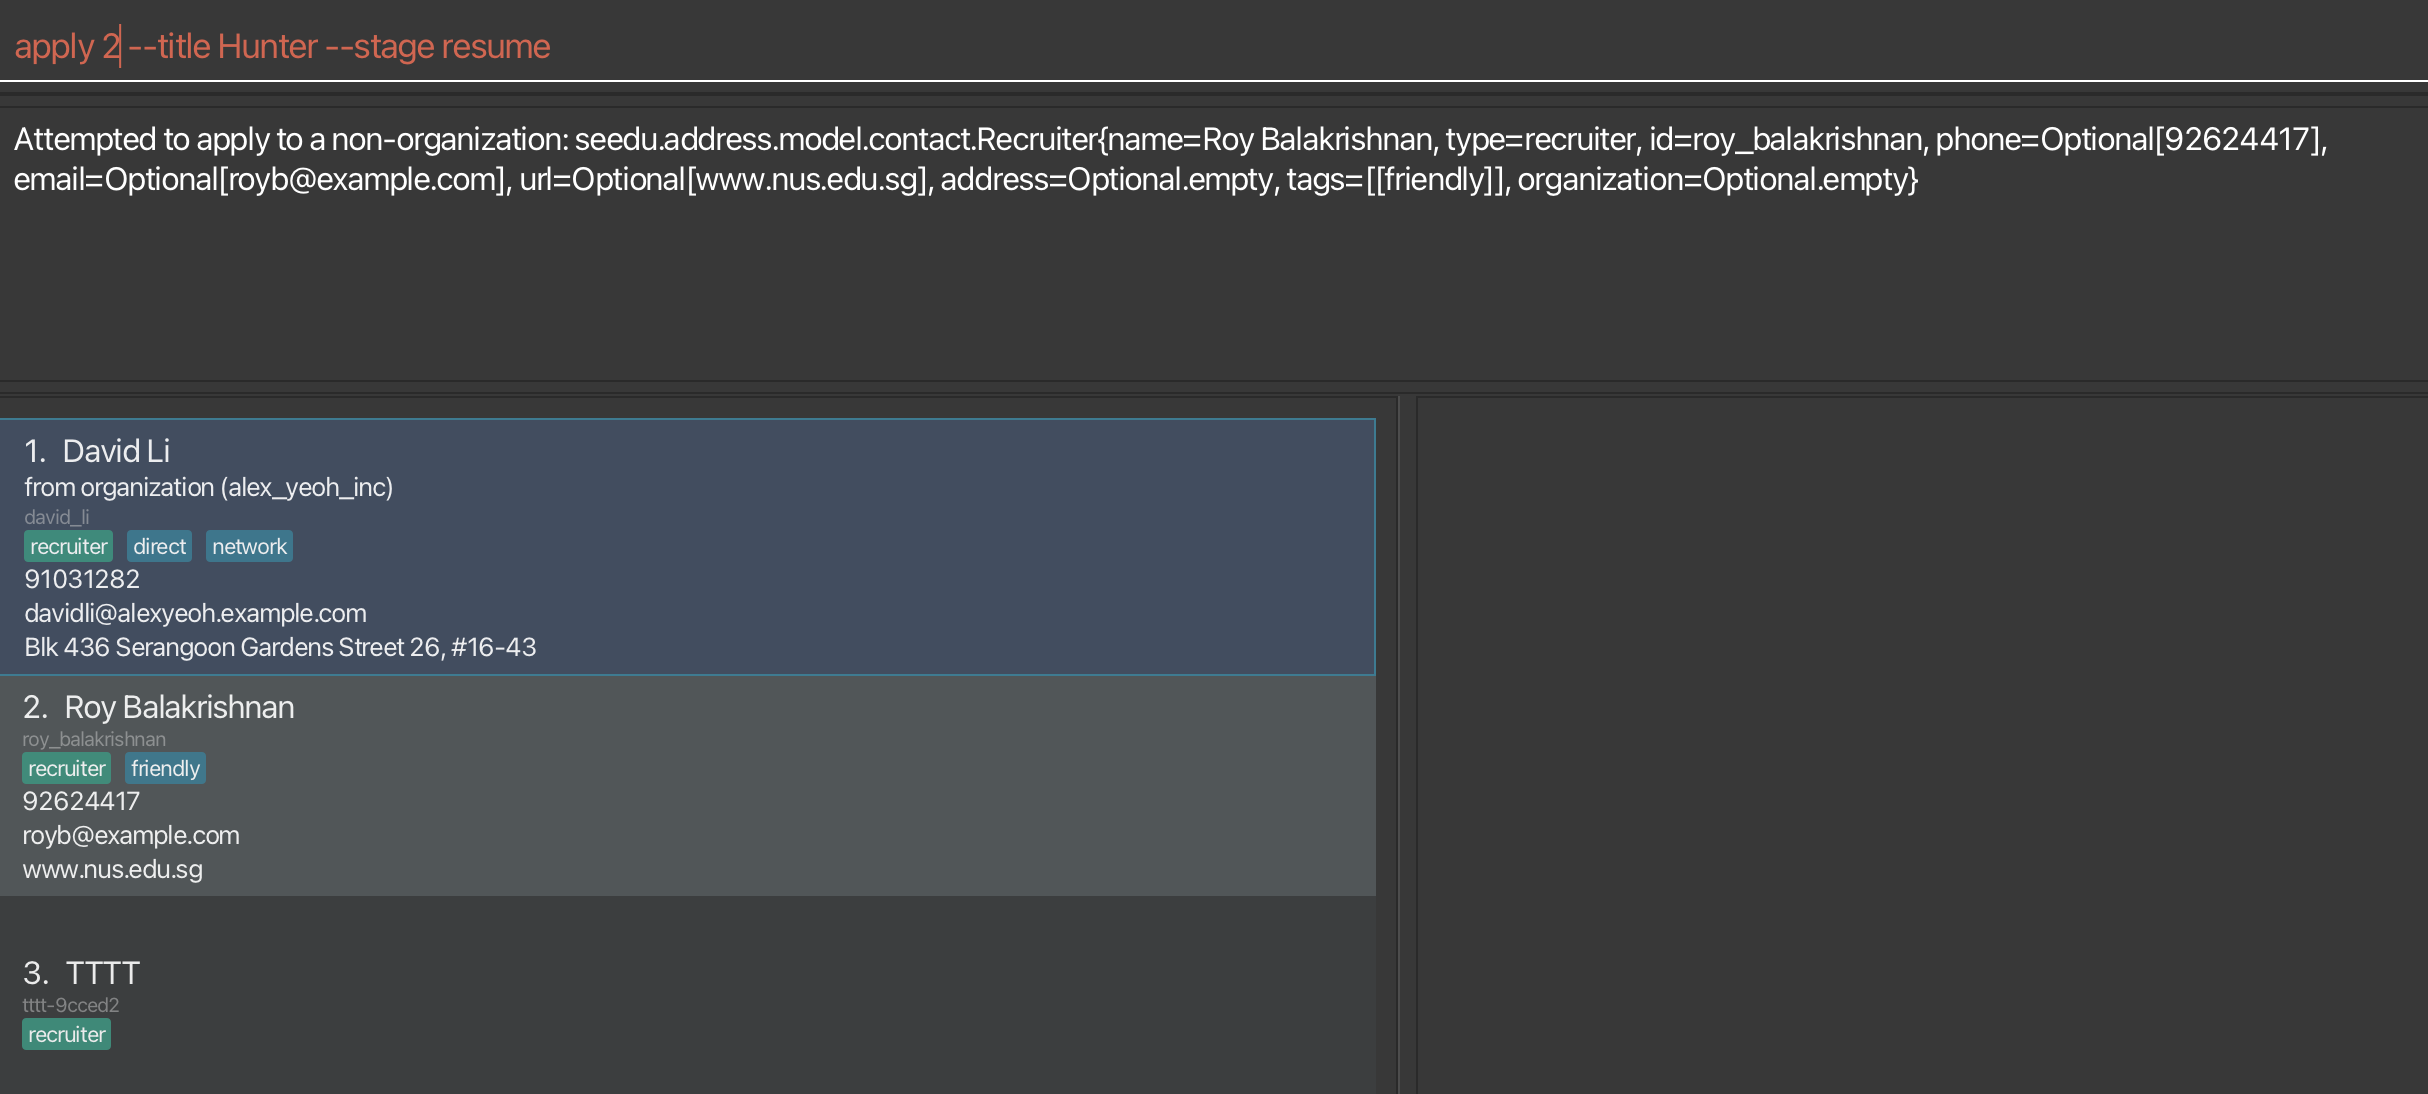 apply 2 --title Hunter --stage resume
Attempted to apply to a non-organization: seedu.address.model.contact.Recruiter{name=Roy Balakrishnan, type=recruiter, id=roy_balakrishnan, phone=Optional[92624417],
email=Optional[royb@example.com], url=Optional[www.nus.edu.sg], address=Optional.empty, tags=[[friendly]], organization=Optional.empty}
1. David Li
from organization (alex_yeoh_inc)
david_li
recruiter direct network
91031282
davidli@alexyeoh.example.com
Blk 436 Serangoon Gardens Street 26, #16-43
2. Roy Balakrishnan
roy_balakrishnan
recruiter friendly
92624417
royb@example.com
www.nus.edu.sg
3. TTTT
tttt-9cced2
recruiter